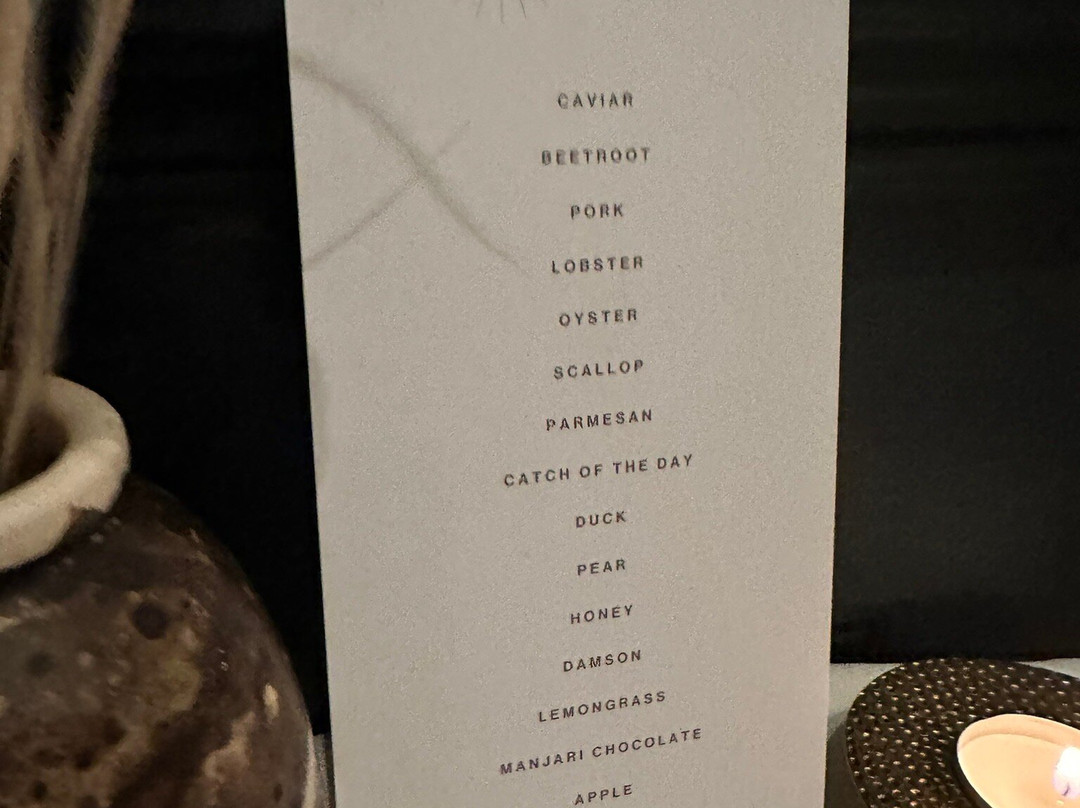 CAVIAR
BEETROOT
PORK
LOBSTER
OYSTER
SCALLOP
PARMESAN
CATCH OF THE DAY
DUCK
PEAR
HONEY
DAMSON
LEMONGRASS
MANJARI CHOCOLATE
APPLE